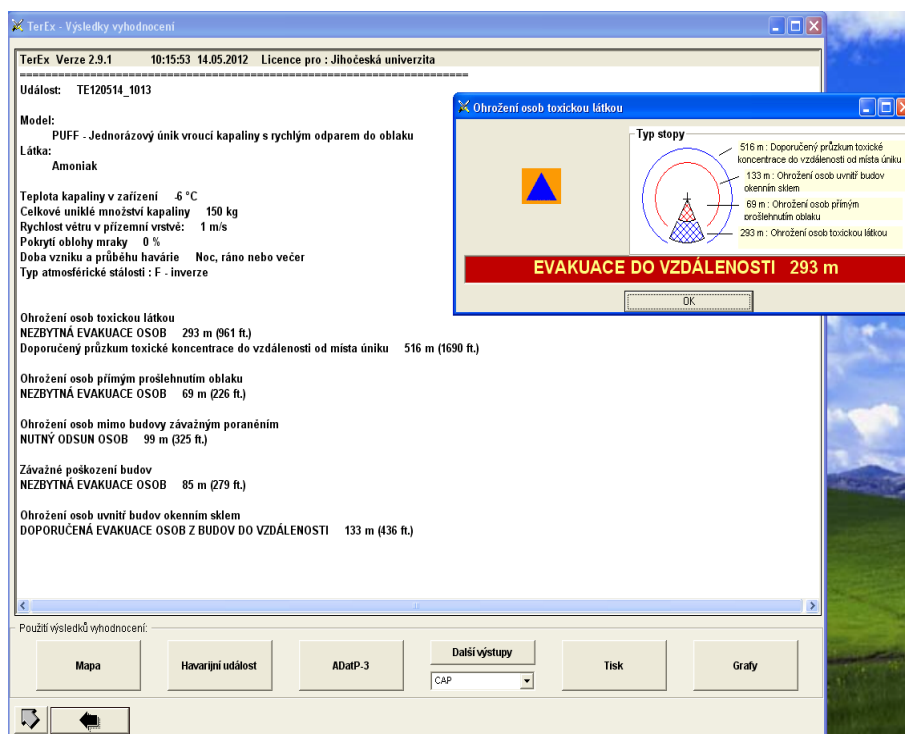 TerEx - Výsledky vyhodnocení
TerEx Verze 2.9.1 10:15:53 14.05.2012 Licence pro : Jihočeská univerzita
Událost: TE120514_1013
Model:
PUFF - Jednorázový únik vroucí kapaliny s rychlým odparem do oblaku
Látka:
Amoniak
Teplota kapaliny v zařízení -6 °C
Celkové uniklé množství kapaliny 150 kg
Rychlost větru v přízemní vrstvě: 1 m/s
Pokrytí oblohy mraky 0 %
Doba vzniku a průběhu havárie Noc, ráno nebo večer
Typ atmosférické stálosti : F - inverze
Ohrožení osob toxickou látkou
NEZBYTNÁ EVAKUACE OSOB 293 m (961 ft.)
Doporučený průzkum toxické koncentrace do vzdálenosti od místa úniku 516 m (1690 ft.)
Ohrožení osob přímým prošlehnutím oblaku
NEZBYTNÁ EVAKUACE OSOB 69 m (226 ft.)
Ohrožení osob mimo budovy závažným poraněním
NUTNÝ ODSUN OSOB 99 m (325 ft.)
Závažné poškození budov
NEZBYTNÁ EVAKUACE OSOB 85 m (279 ft.)
Ohrožení osob uvnitř budov okenním sklem
DOPORUČENÁ EVAKUACE OSOB Z BUDOV DO VZDÁLENOSTI 133 m (436 ft.)
Ohrožení osob toxickou látkou
Typ stopy
516 m : Doporučený průzkum toxické
koncentrace do vzdálenosti od místa úniku
133 m : Ohrožení osob uvnitř budov
okenním sklem
69 m : Ohrožení osob přímým
prošlehnutím oblaku
293 m : Ohrožení osob toxickou látkou
EVAKUACE DO VZDÁLENOSTI 293 m
OK
Použití výsledků vyhodnocení:
Mapa
Havarijní událost
ADatP-3
Další výstupy
CAP
Tisk
Grafy